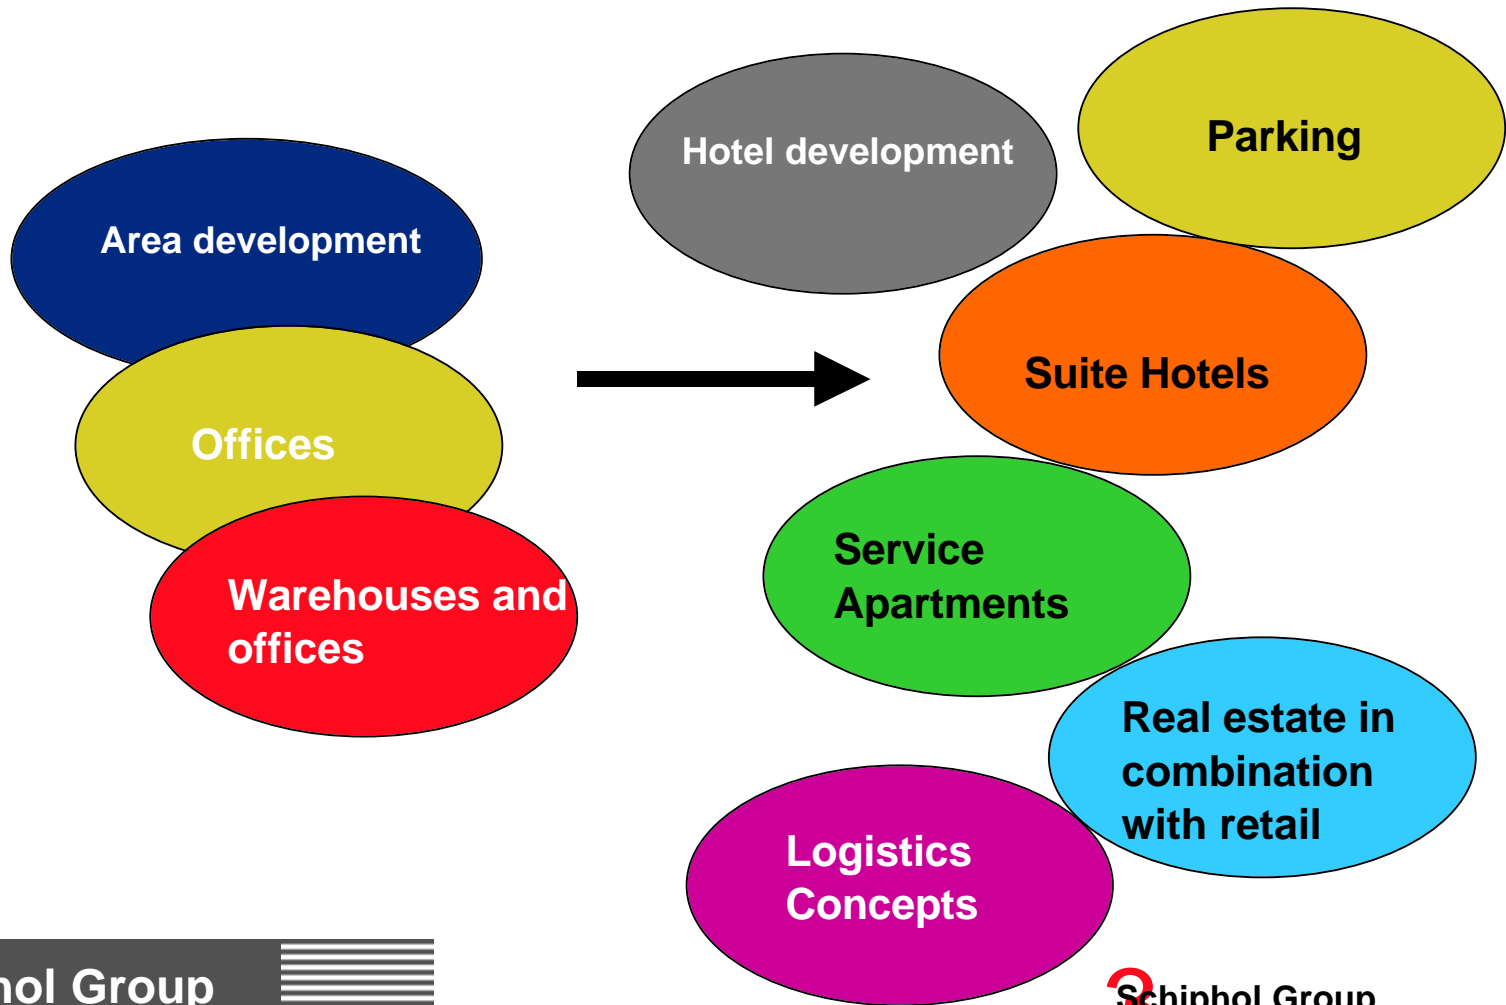 Area development
Offices
Warehouses and
offices
Hotel development
Parking
Suite Hotels
Service
Apartments
Real estate in
combination
with retail
Logistics
Concepts
hol Group
Schiphol Group